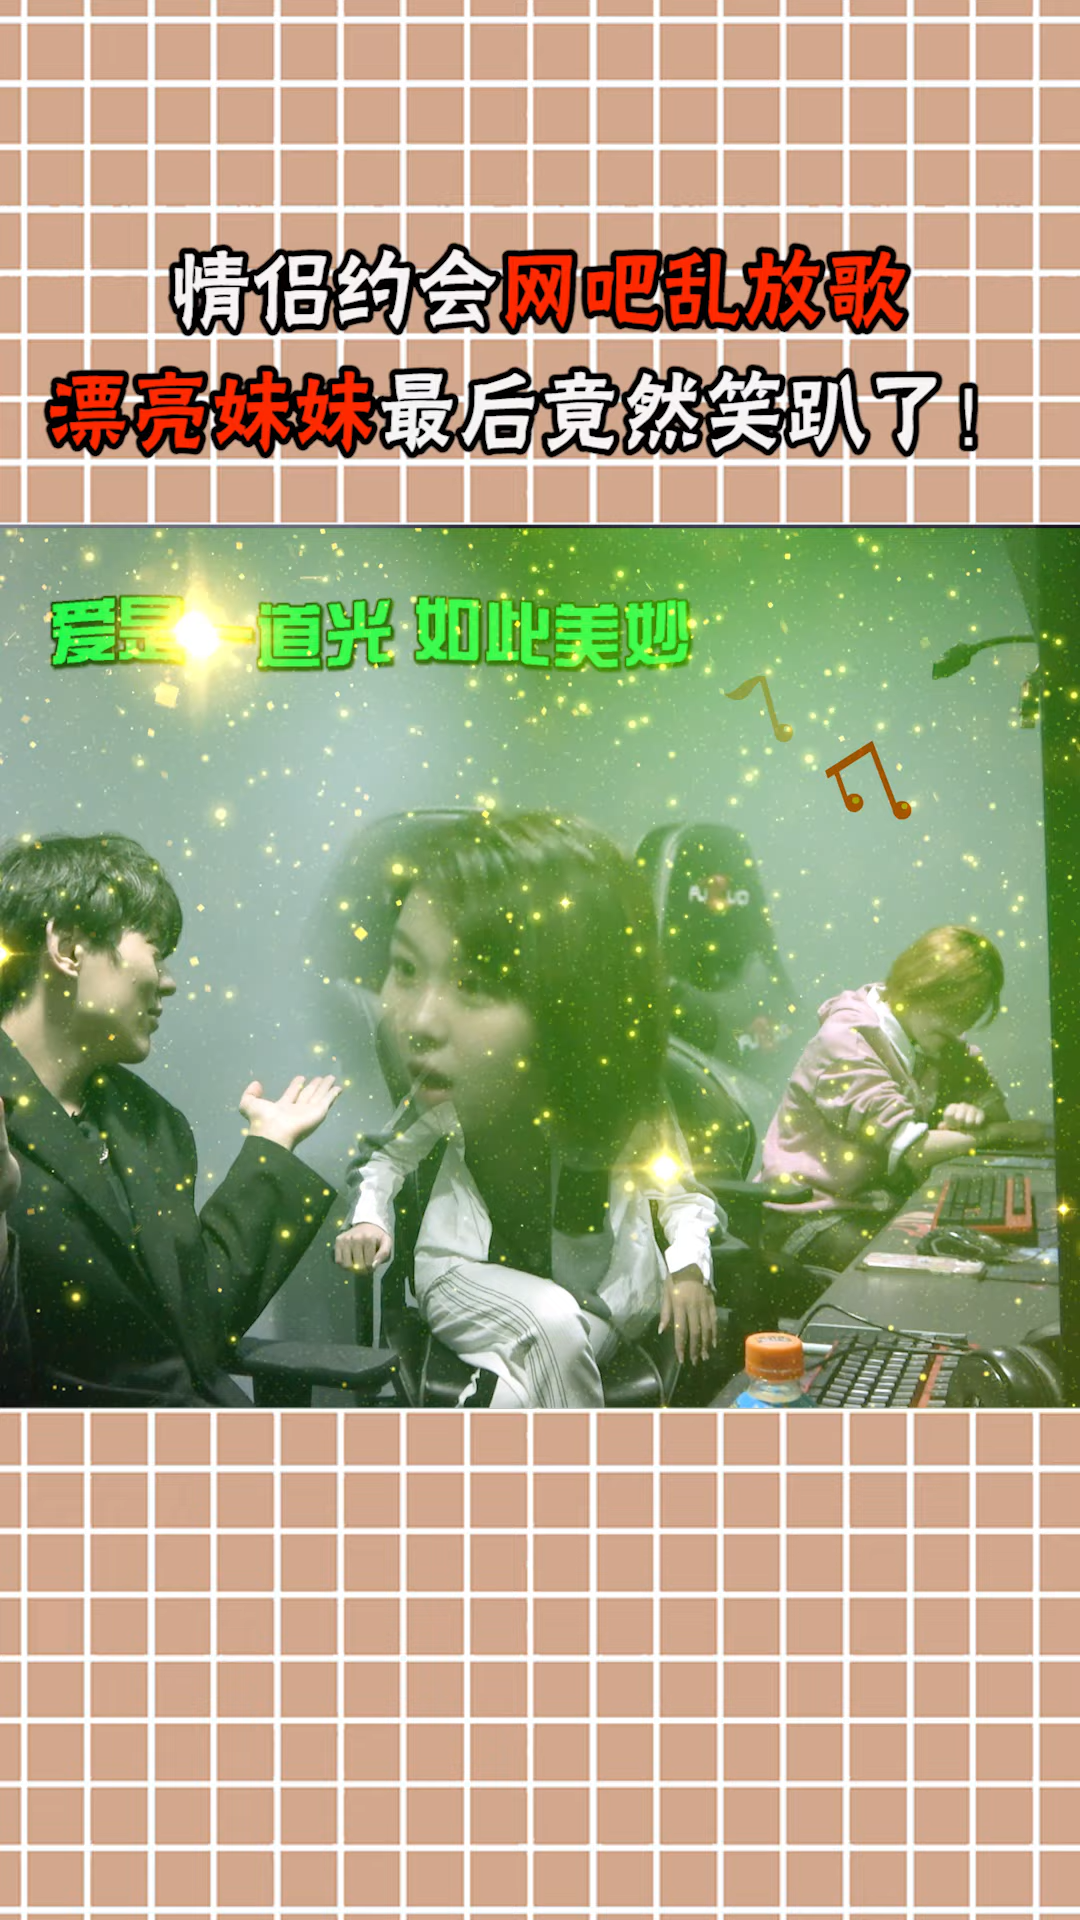 情侣约会网吧乱放歌
漂亮妹妹最后竟然笑趴了！
爱是一道光 如此美妙